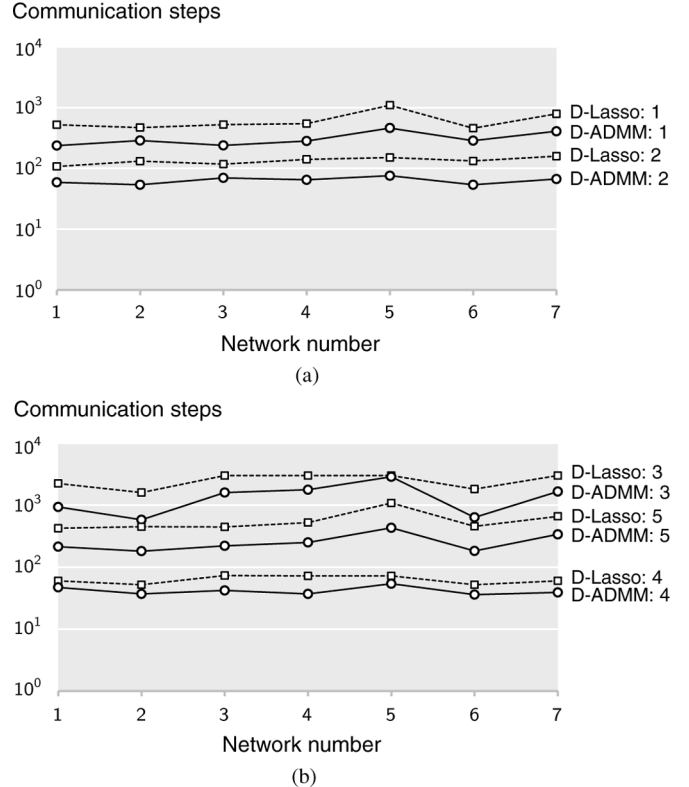 Communication steps
10^4
10^3
10^2
10^1
10^0
D-Lasso: 1
D-ADMM: 1
D-Lasso: 2
D-ADMM: 2
1 2 3 4 5 6 7
Network number
(a)
Communication steps
10^4
10^3
10^2
10^1
10^0
D-Lasso: 3
D-ADMM: 3
D-Lasso: 5
D-ADMM: 5
D-Lasso: 4
D-ADMM: 4
1 2 3 4 5 6 7
Network number
(b)